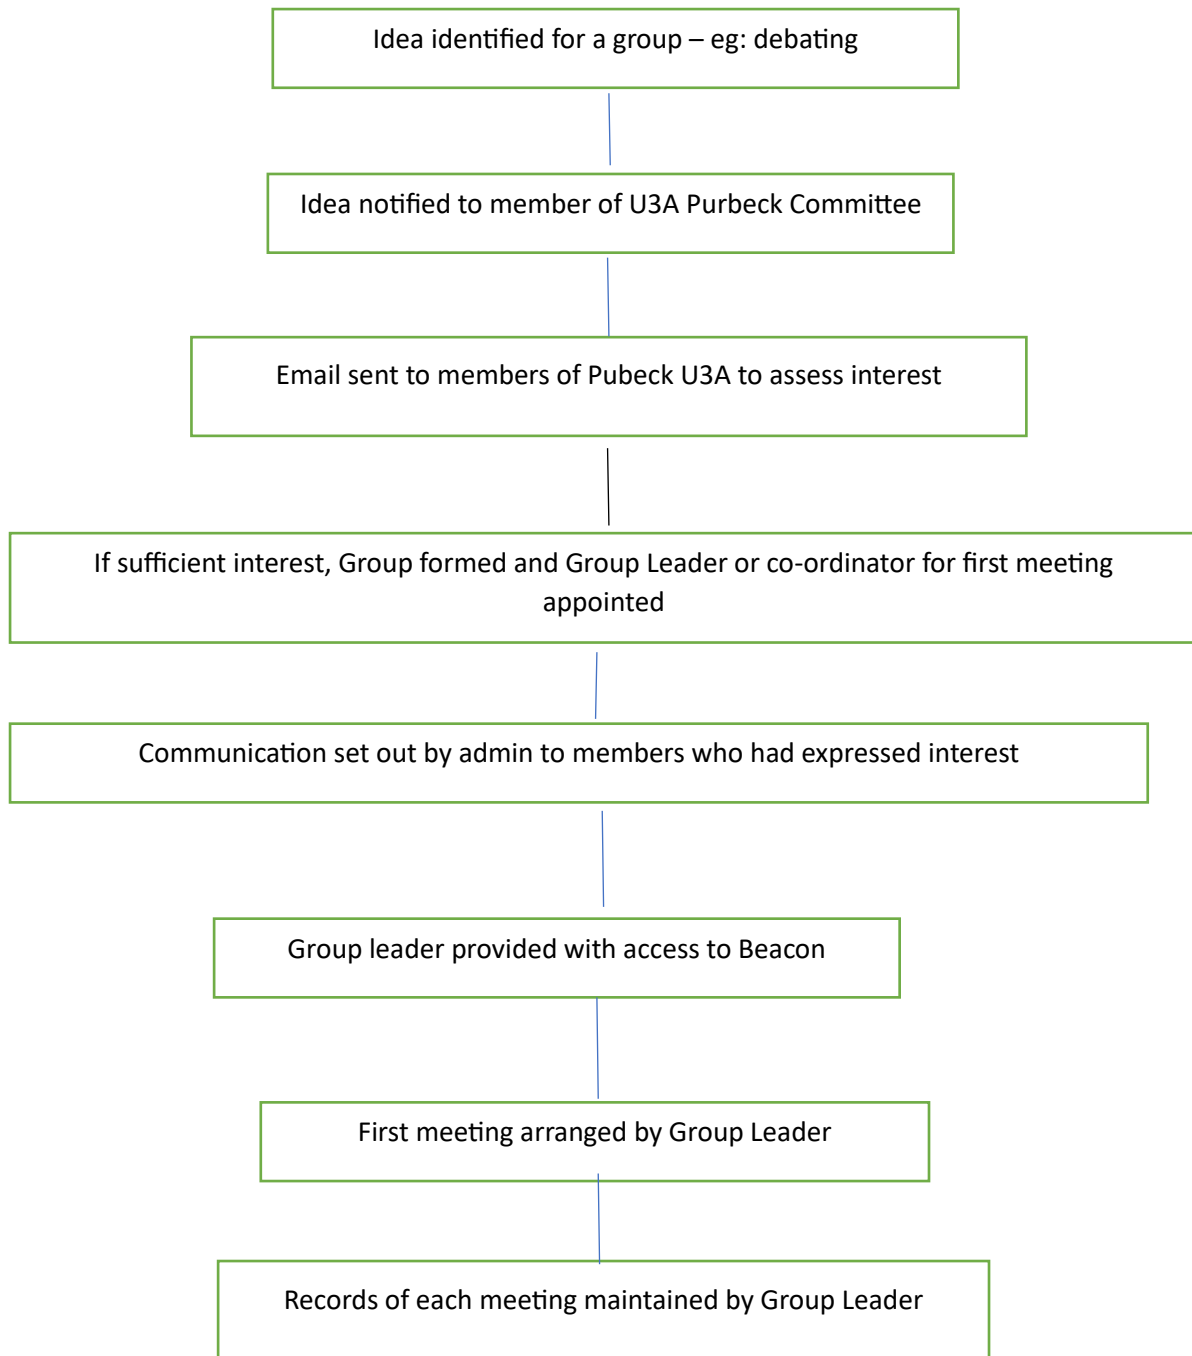 Idea identified for a group – eg: debating
Idea notified to member of U3A Purbeck Committee
Email sent to members of Pubeck U3A to assess interest
If sufficient interest, Group formed and Group Leader or co-ordinator for first meeting
appointed
Communication set out by admin to members who had expressed interest
Group leader provided with access to Beacon
First meeting arranged by Group Leader
Records of each meeting maintained by Group Leader